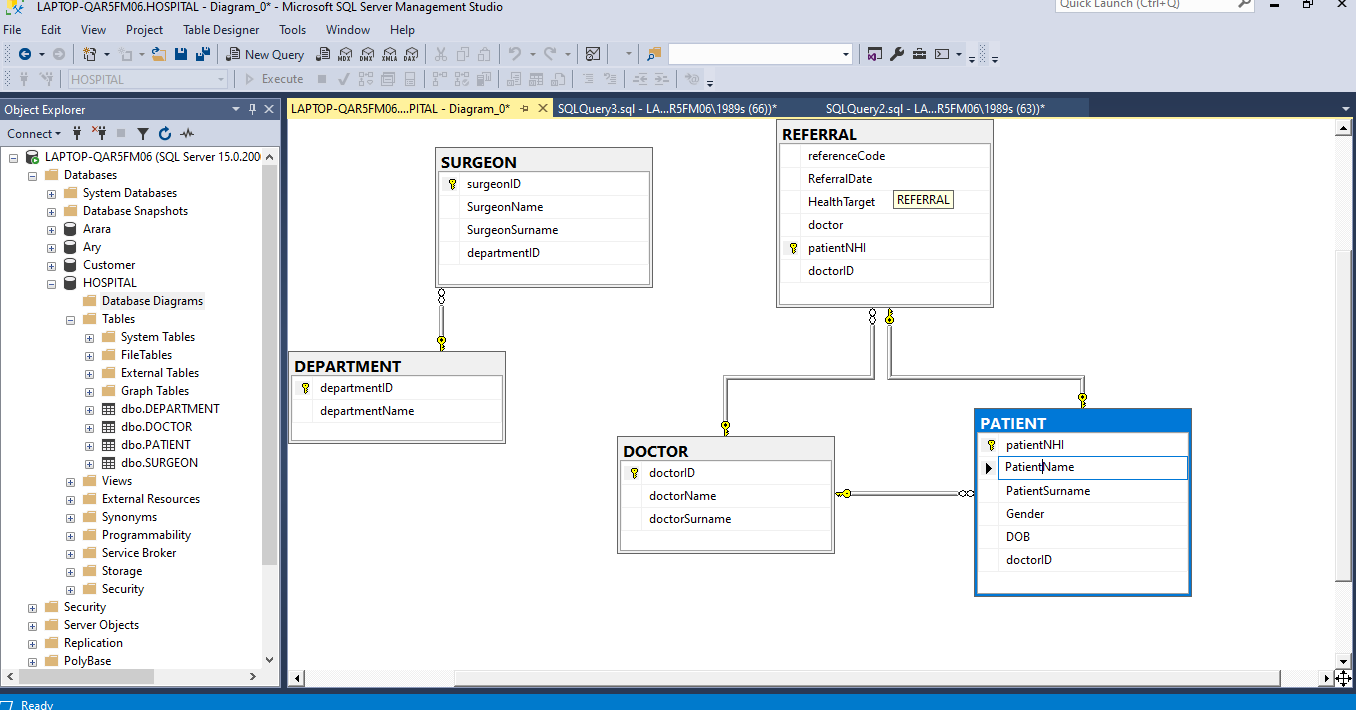 LAPTOP-QAR5FM06.HOSPITAL - Diagram_0* - Microsoft SQL Server Management Studio
Quick Launch (Ctrl+Q)
File Edit View Project Table Designer Tools Window Help
New Query MDX DMX XMLA DAX
HOSPITAL Execute
Object Explorer
LAPTOP-QAR5FM06....PITAL - Diagram_0* SQLQuery3.sql - LA...R5FM06\1989s (66))* SQLQuery2.sql - LA...R5FM06\1989s (63))*
Connect
LAPTOP-QAR5FM06 (SQL Server 15.0.200
Databases
System Databases
Database Snapshots
Arara
Ary
Customer
HOSPITAL
Database Diagrams
Tables
System Tables
FileTables
External Tables
Graph Tables
dbo.DEPARTMENT
dbo.DOCTOR
dbo.PATIENT
dbo.SURGEON
Views
External Resources
Synonyms
Programmability
Service Broker
Storage
Security
Security
Server Objects
Replication
PolyBase
SURGEON
surgeonID
SurgeonName
SurgeonSurname
departmentID
REFERRAL
referenceCode
ReferralDate
HealthTarget
REFERRAL
doctor
patientNHI
doctorID
DEPARTMENT
departmentID
departmentName
DOCTOR
doctorID
doctorName
doctorSurname
PATIENT
patientNHI
PatientName
PatientSurname
Gender
DOB
doctorID
Ready